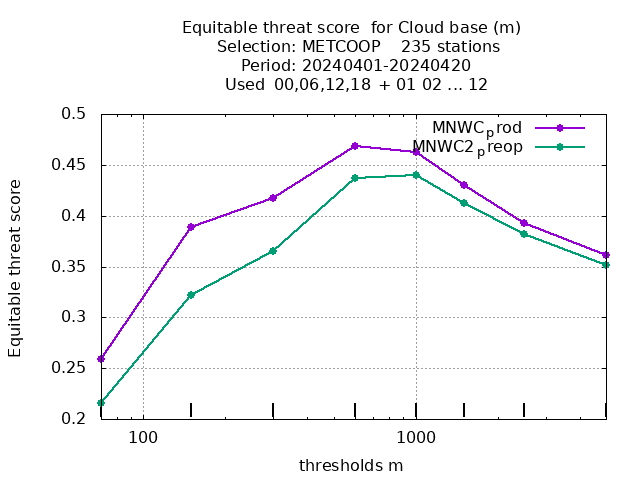 Equitable threat score  for Cloud base (m)
Selection: METCOOP    235 stations
Period: 20240401-20240420
Used  00,06,12,18 + 01 02 ... 12
0.5
MNWCprod
MNWC2preop
0.45
0.4
0.35
0.3
0.25
0.2
Equitable threat score
100
1000
thresholds m